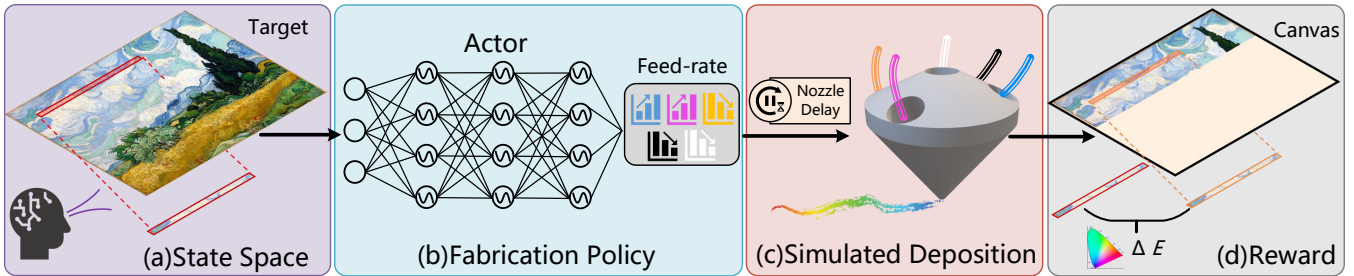 Target
(a)State Space
Actor
Feed-rate
(b)Fabrication Policy
Nozzle
Delay
(c)Simulated Deposition
Canvas
Δ E
(d)Reward